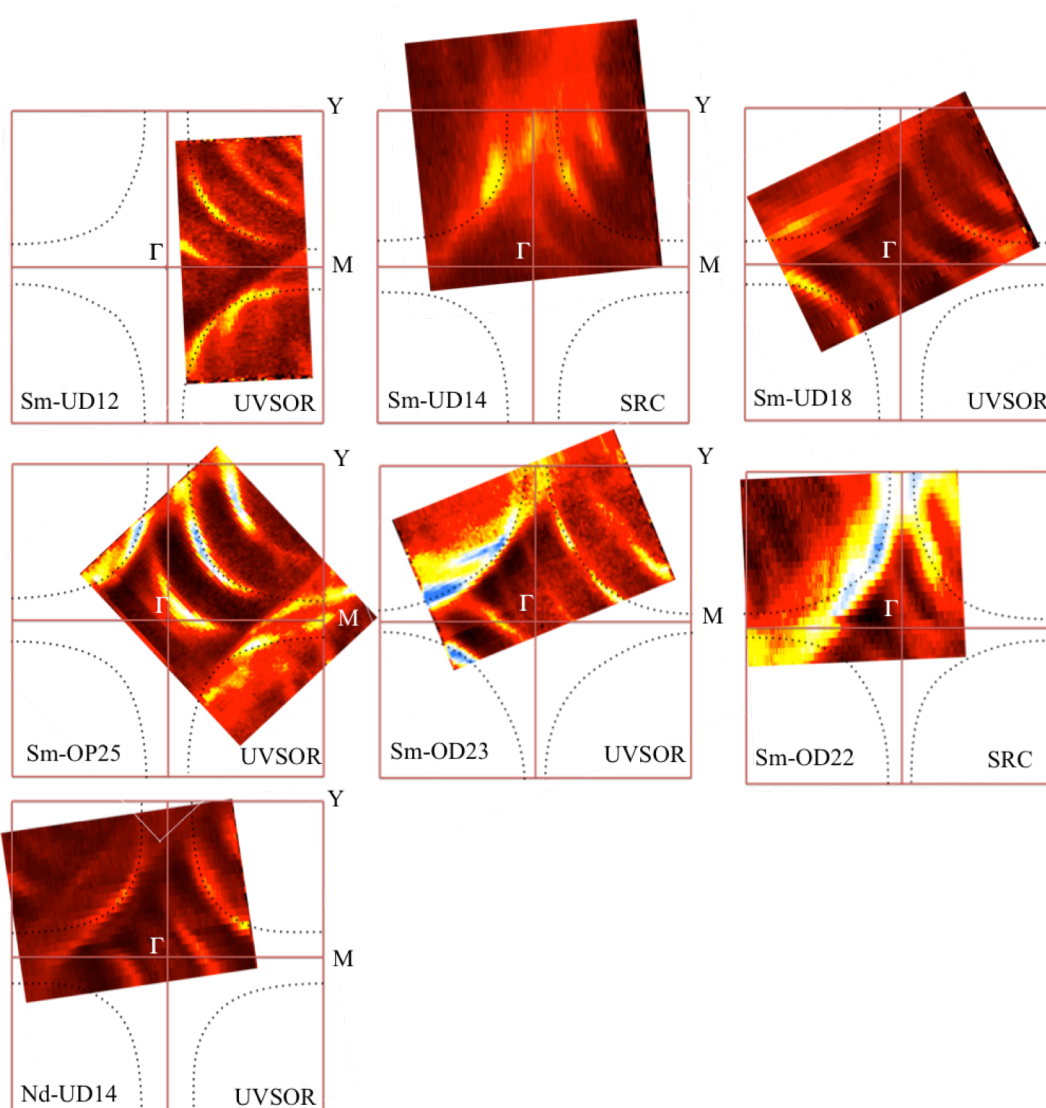 Y Y
Γ M Γ M Γ
Sm-UD12 UVSOR Sm-UD14 SRC Sm-UD18 UVSOR
Y Y
Γ M Γ M Γ
Sm-OP25 UVSOR Sm-OD23 UVSOR Sm-OD22 SRC
Y
Γ M
Nd-UD14 UVSOR